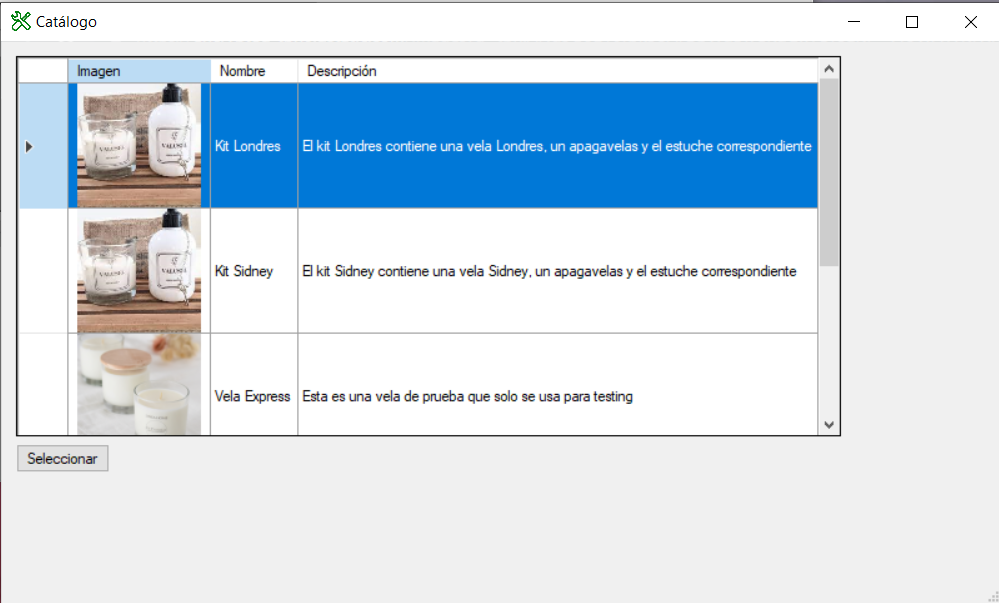 Catálogo
Imagen Nombre Descripción
Kit Londres El kit Londres contiene una vela Londres, un apagavelas y el estuche correspondiente
Kit Sidney El kit Sidney contiene una vela Sidney, un apagavelas y el estuche correspondiente
Vela Express Esta es una vela de prueba que solo se usa para testing
Seleccionar